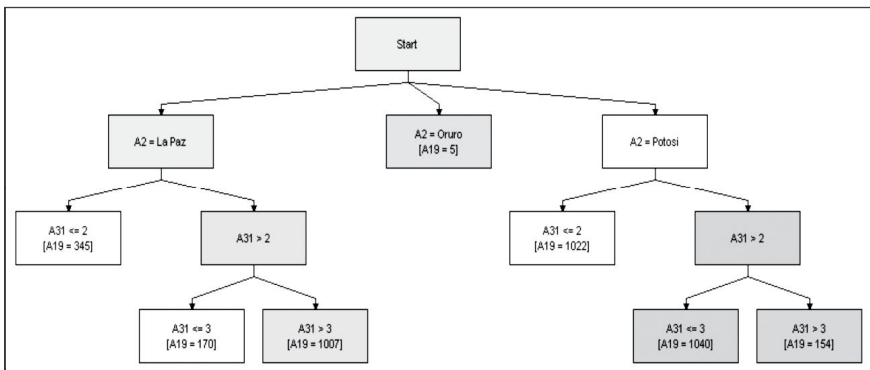 Start
A2 = La Paz
A2 = Oruro
[A19 = 5]
A2 = Potosi
A31 <= 2
[A19 = 345]
A31 > 2
A31 <= 2
[A19 = 1022]
A31 > 2
A31 <= 3
[A19 = 170]
A31 > 3
[A19 = 1007]
A31 <= 3
[A19 = 1040]
A31 > 3
[A19 = 154]